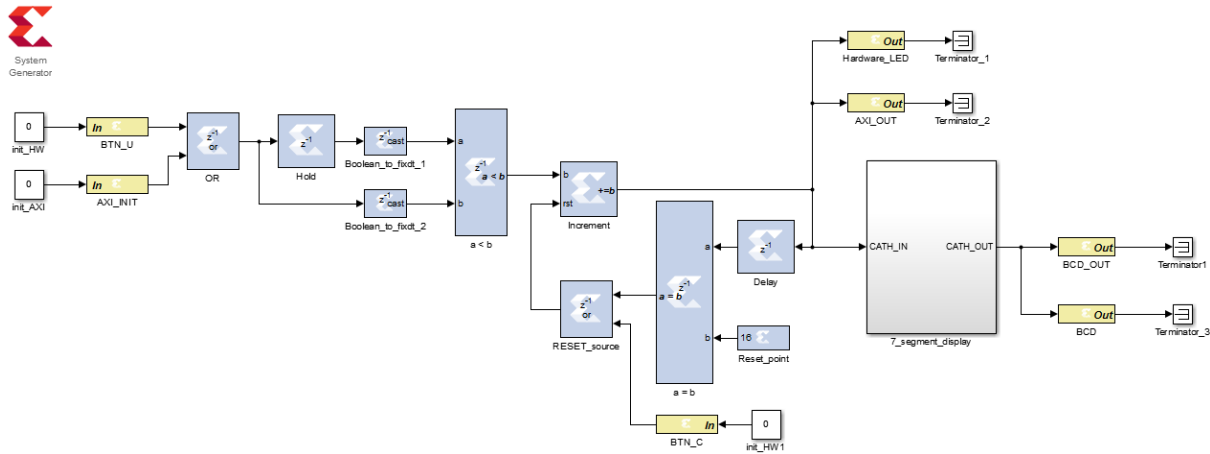 System
Generator
0
init_HW
In
BTN_U
0
init_AXI
In
AXI_INIT
z-1
or
OR
z-1
Hold
z-1
cast
Boolean_to_fixdt_1
z-1
cast
Boolean_to_fixdt_2
a
b
z-1
a < b
a < b
b
rst
+=b
Increment
z-1
or
RESET_source
a
b
z-1
a = b
a = b
z-1
Delay
16
Reset_point
In
BTN_C
0
init_HW1
Out
Hardware_LED
Terminator_1
Out
AXI_OUT
Terminator_2
CATH_IN
CATH_OUT
7_segment_display
Out
BCD_OUT
Terminator1
Out
BCD
Terminator_3